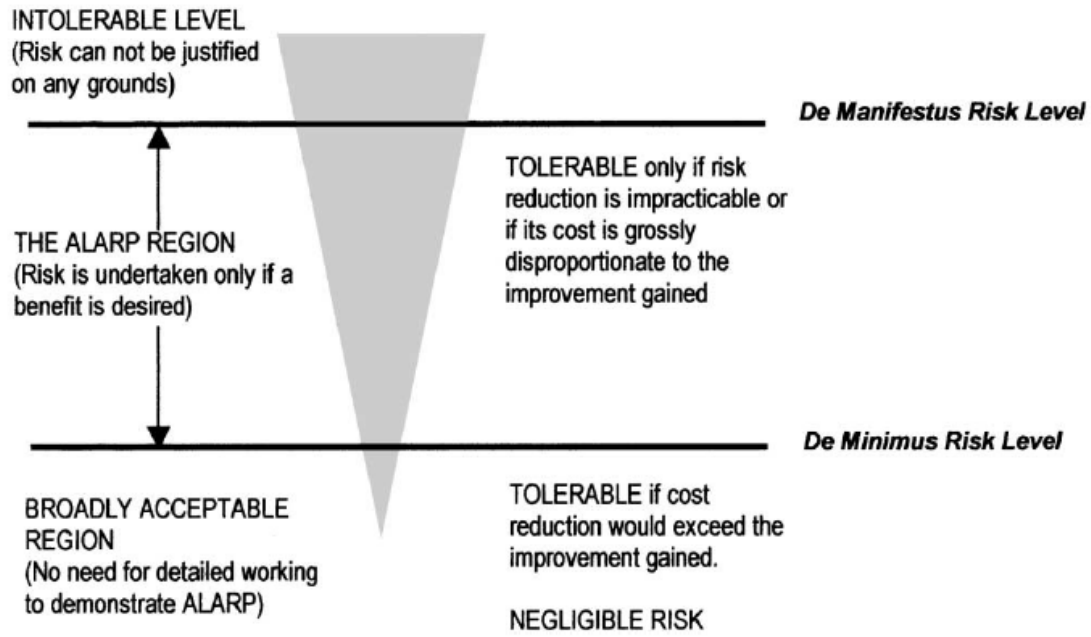 INTOLERABLE LEVEL
(Risk can not be justified
on any grounds)
De Manifestus Risk Level
TOLERABLE only if risk
reduction is impracticable or
if its cost is grossly
disproportionate to the
improvement gained
THE ALARP REGION
(Risk is undertaken only if a
benefit is desired)
De Minimus Risk Level
BROADLY ACCEPTABLE
REGION
(No need for detailed working
to demonstrate ALARP)
TOLERABLE if cost
reduction would exceed the
improvement gained.
NEGLIGIBLE RISK